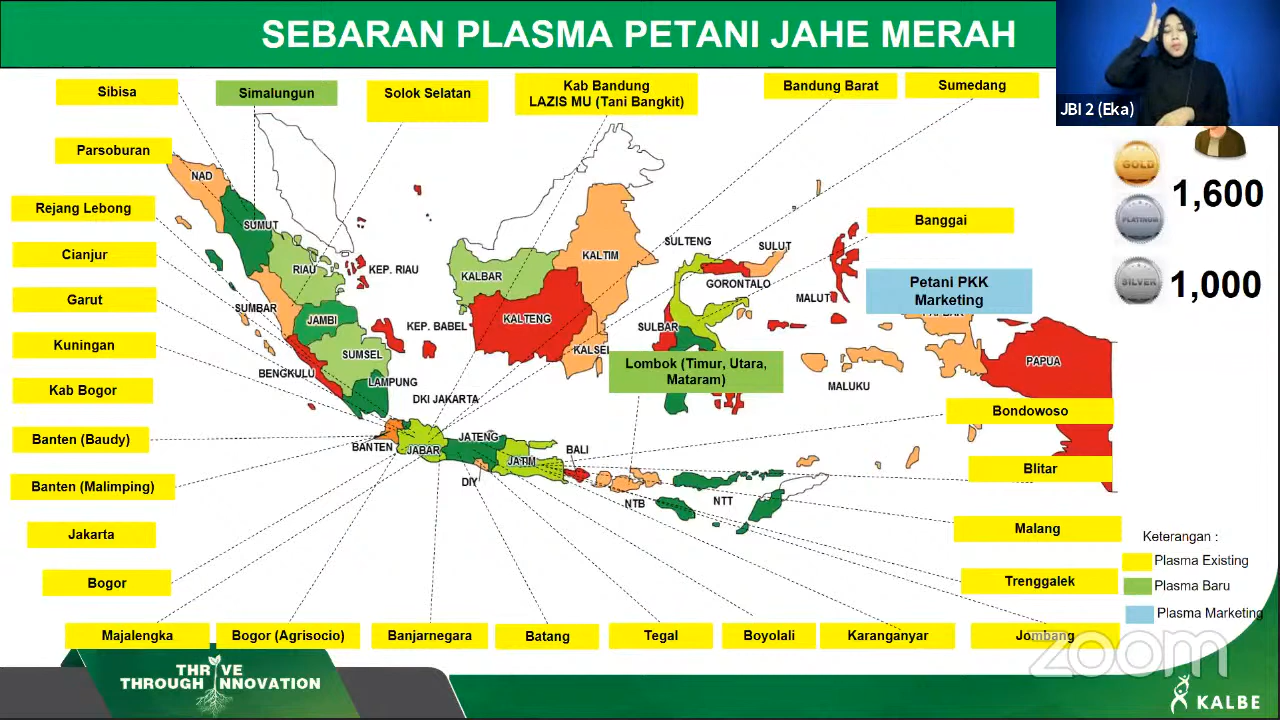 SEBARAN PLASMA PETANI JAHE MERAH
JBI 2 (Eka)
Sibisa
Simalungun
Solok Selatan
Kab Bandung
LAZIS MU (Tani Bangkit)
Bandung Barat
Sumedang
Parsoburan
Rejang Lebong
Cianjur
Garut
Kuningan
Kab Bogor
Banten (Baudy)
Banten (Malimping)
Jakarta
Bogor
Majalengka
Bogor (Agrisocio)
Banjarnegara
Batang
Tegal
Boyolali
Karanganyar
Jombang
Trenggalek
Malang
Blitar
Bondowoso
Banggai
Petani PKK
Marketing
Lombok (Timur, Utara,
Mataram)
NAD
SUMUT
RIAU
KEP. RIAU
SUMBAR
JAMBI
SUMSEL
BENGKULU
LAMPUNG
KEP. BABEL
DKI JAKARTA
BANTEN
JABAR
JATENG
DIY
JATIM
BALI
NTB
NTT
KALBAR
KALTENG
KALTIM
KALSEL
SULTENG
SULUT
GORONTALO
SULBAR
MALUT
MALUKU
PAPUA
GOLD
PLATINUM
1,600
SILVER
1,000
Keterangan :
Plasma Existing
Plasma Baru
Plasma Marketing
zoom
THRIVE
THROUGH INNOVATION
KALBE